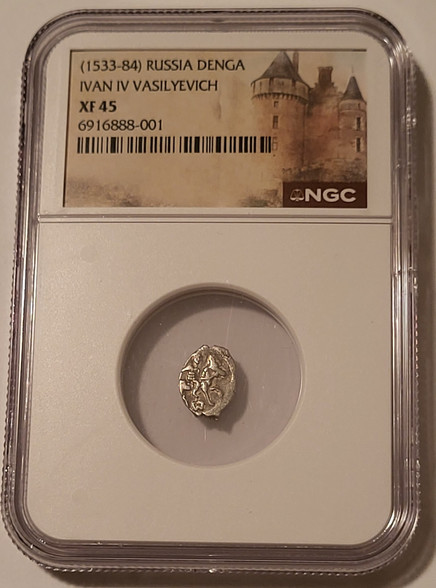 (1533-84) RUSSIA DENGA
IVAN IV VASILYEVICH
XF 45
6916888-001
NGC